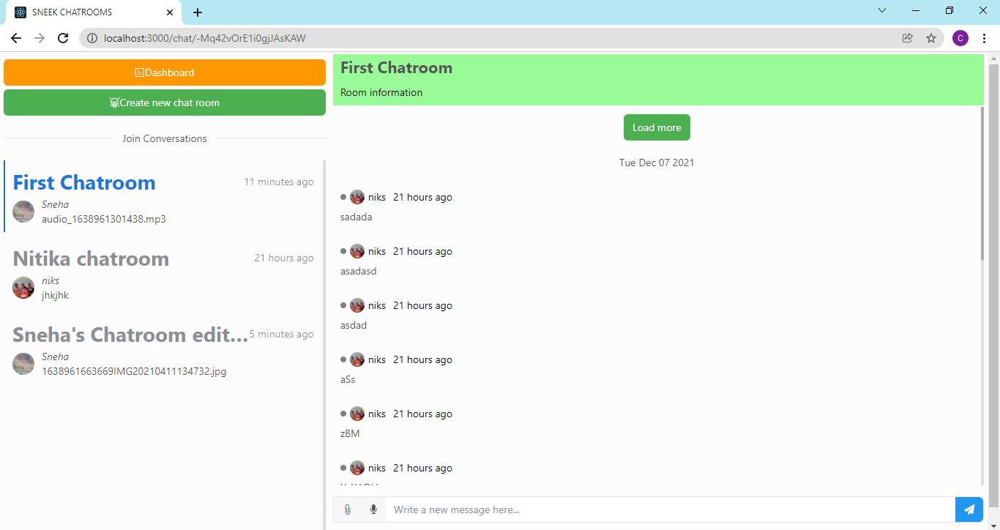 SNEEK CHATROOMS
localhost:3000/chat/-Mq42vOrE1i0gjJAsKAW
C
Dashboard
Create new chat room
Join Conversations
First Chatroom
11 minutes ago
Sneha
audio_1638961301438.mp3
Nitika chatroom
21 hours ago
niks
jhkjhk
Sneha's Chatroom edit...
5 minutes ago
Sneha
1638961663669IMG20210411134732.jpg
First Chatroom
Room information
Load more
Tue Dec 07 2021
niks 21 hours ago
sadada
niks 21 hours ago
asadasd
niks 21 hours ago
asdad
niks 21 hours ago
aSs
niks 21 hours ago
zBM
niks 21 hours ago
Write a new message here...